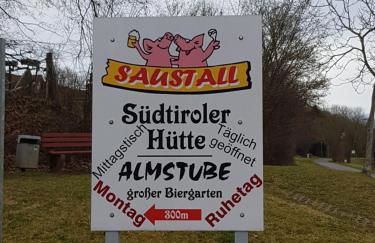 SAUSTALL
Südtiroler
Hütte
Mittagstisch
Täglich
geöffnet
ALMSTUBE
großer Biergarten
Montag
Ruhetag
300m